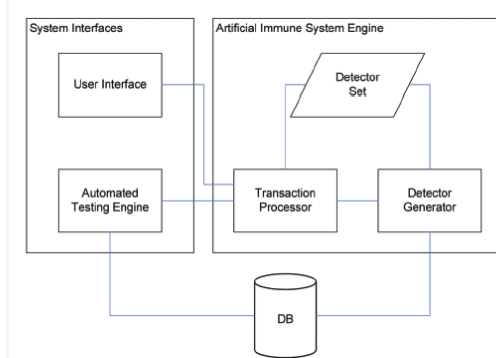 System Interfaces
Artificial Immune System Engine
User Interface
Detector
Set
Automated
Testing Engine
Transaction
Processor
Detector
Generator
DB